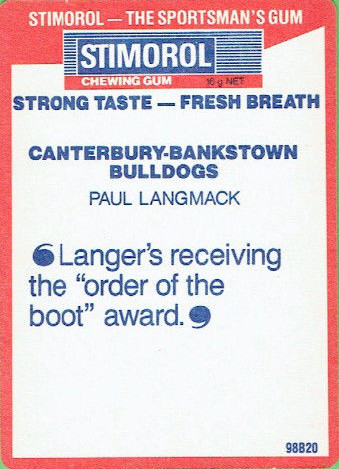 STIMOROL – THE SPORTSMAN'S GUM
STIMOROL
CHEWING GUM 16 g NET
STRONG TASTE — FRESH BREATH
CANTERBURY-BANKSTOWN
BULLDOGS
PAUL LANGMACK
❛Langer's receiving
the “order of the
boot” award.❜
98B20